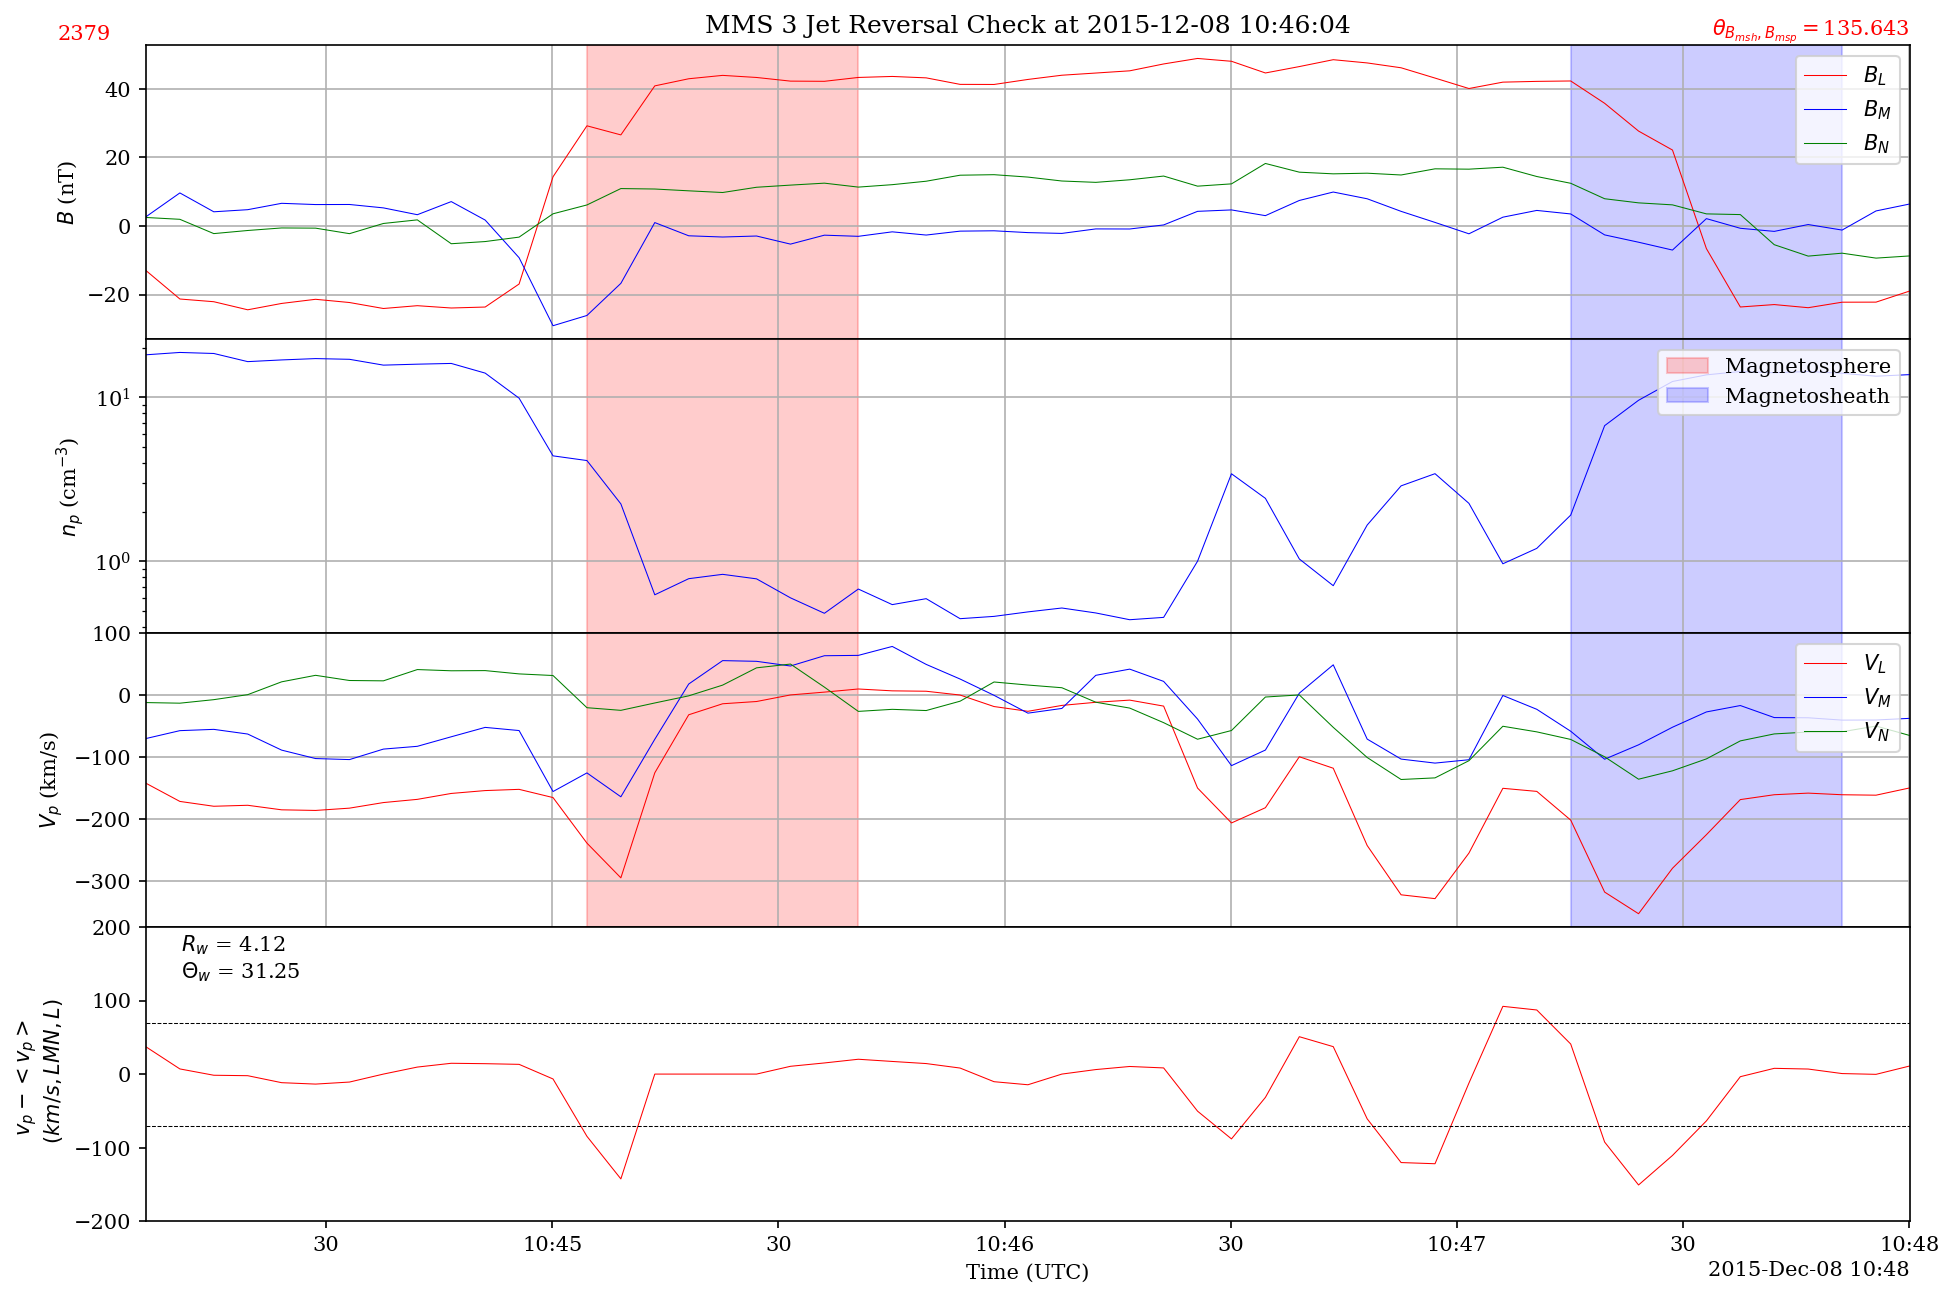 MMS 3 Jet Reversal Check at 2015-12-08 10:46:04
2379
θ_{B_{msh}, B_{msp}} = 135.643
B (nT)
40
20
0
−20
B_L
B_M
B_N
n_p (cm^{−3})
10^1
10^0
Magnetosphere
Magnetosheath
V_p (km/s)
100
0
−100
−200
−300
V_L
V_M
V_N
v_p − < v_p >
(km/s, LMN, L)
200
100
0
−100
−200
R_w = 4.12
Θ_w = 31.25
30 10:45 30 10:46 30 10:47 30 10:48
Time (UTC)
2015-Dec-08 10:48